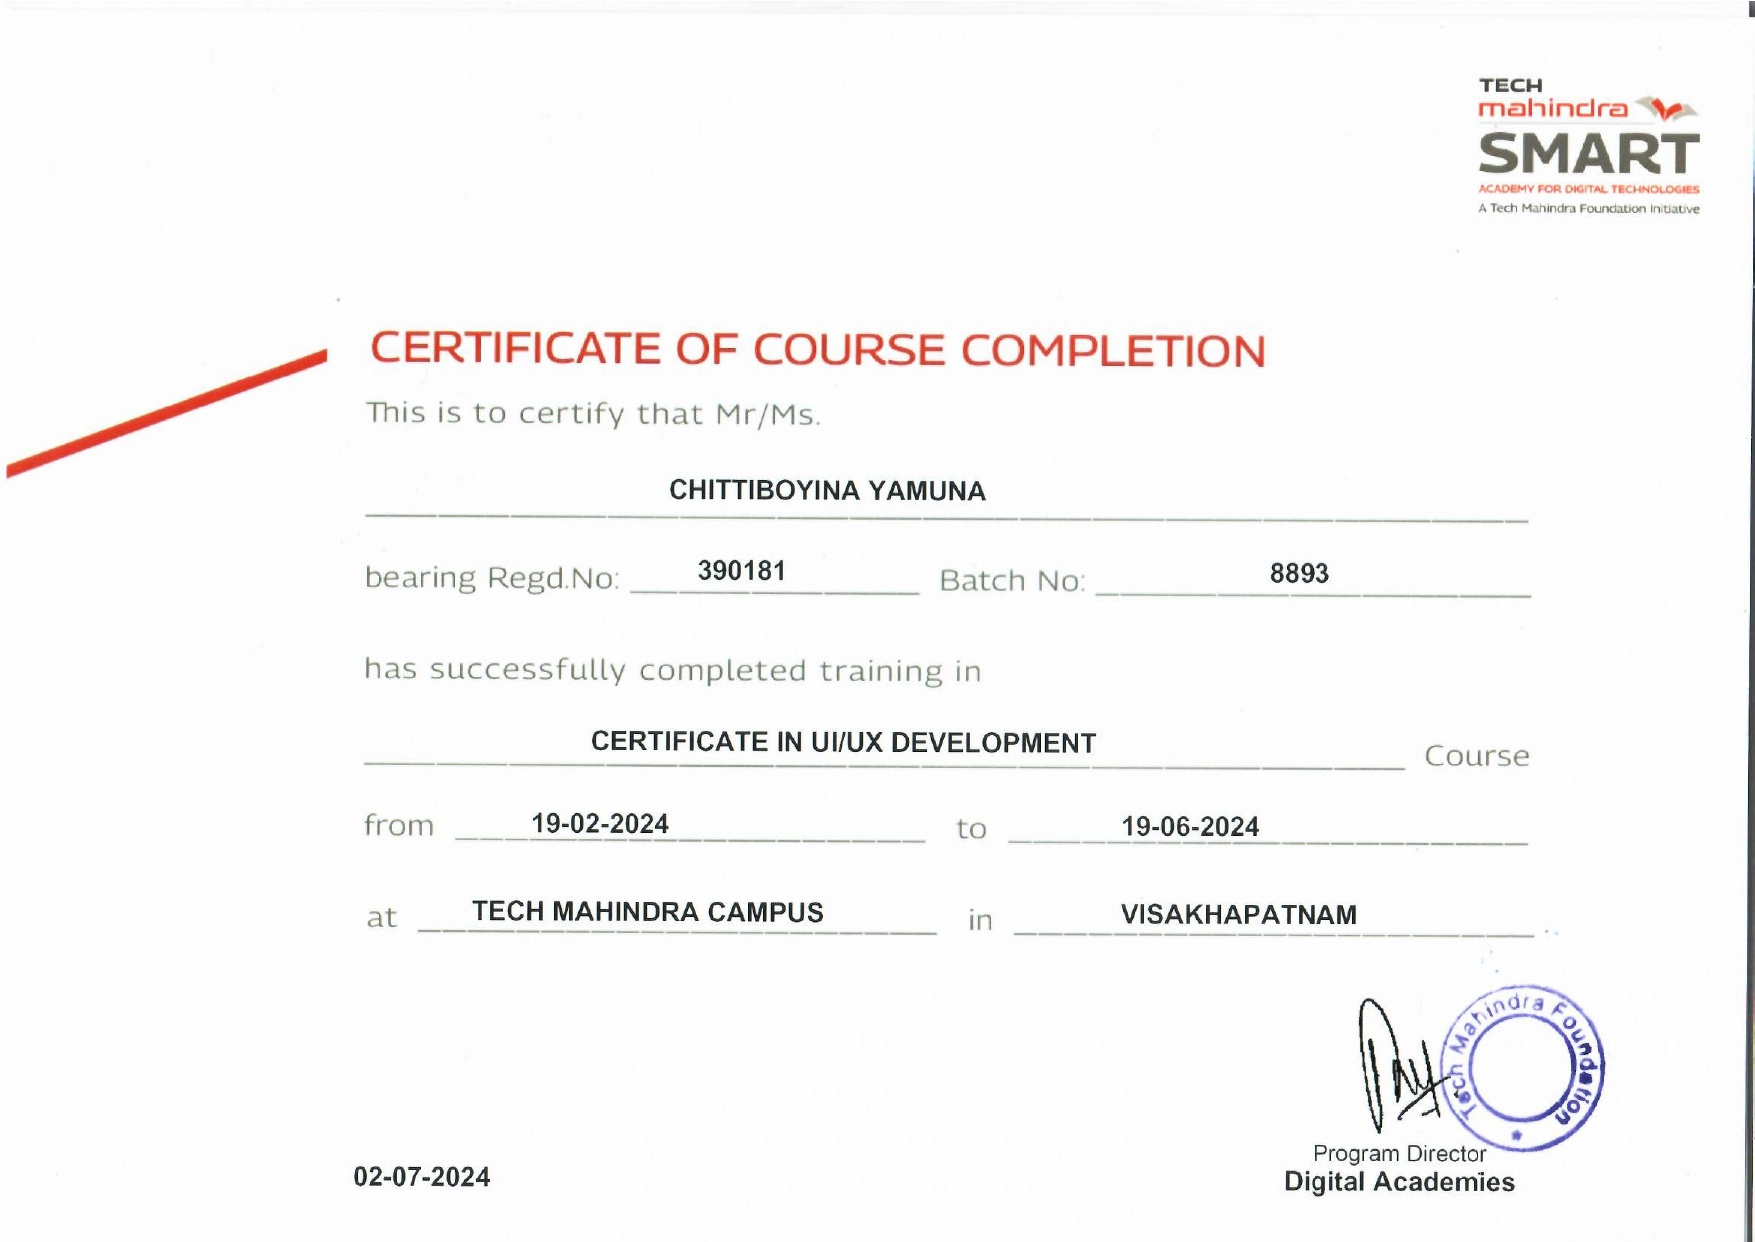 TECH
mahindra
SMART
ACADEMY FOR DIGITAL TECHNOLOGIES
A Tech Mahindra Foundation Initiative
CERTIFICATE OF COURSE COMPLETION
This is to certify that Mr/Ms.
CHITTIBOYINA YAMUNA
bearing Regd.No: 390181 Batch No: 8893
has successfully completed training in
CERTIFICATE IN UI/UX DEVELOPMENT Course
from 19-02-2024 to 19-06-2024
at TECH MAHINDRA CAMPUS in VISAKHAPATNAM
Tech Mahindra Foundation
Program Director
02-07-2024 Digital Academies